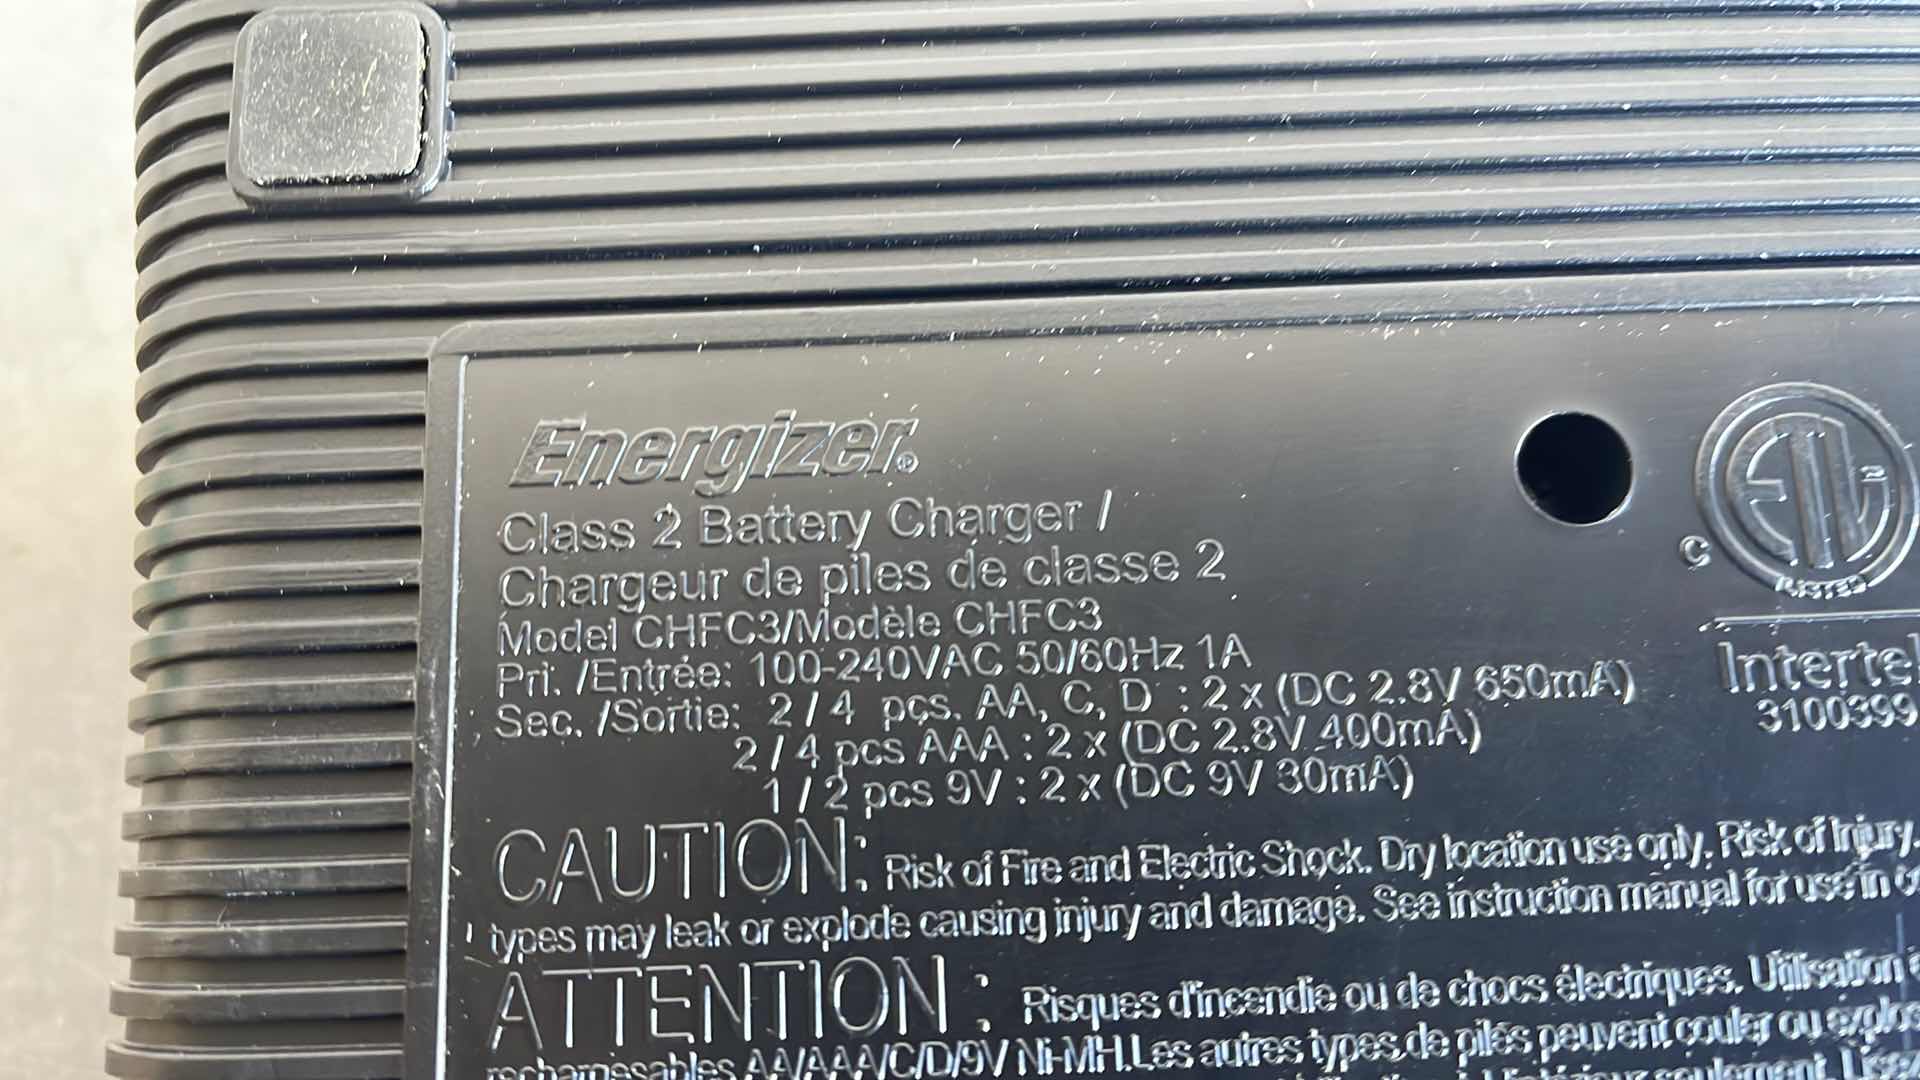 Energizer®
Class 2 Battery Charger /
Chargeur de piles de classe 2
Model CHFC3/Modèle CHFC3
Pri. /Entrée: 100-240VAC 50/60Hz 1A
Sec. /Sortie: 2 / 4 pcs. AA, C, D : 2 x (DC 2.8V 650mA)
2 / 4 pcs AAA : 2 x (DC 2.8V 400mA)
1 / 2 pcs 9V : 2 x (DC 9V 30mA)
C ETL
LISTED
Intertek
3100399
CAUTION: Risk of Fire and Electric Shock. Dry location use only. Risk of Injury.
types may leak or explode causing injury and damage. See instruction manual for use in
ATTENTION : Risques d'incendie ou de chocs électriques. Utilisation
rechargeables AA/AAA/C/D/9V Ni-MH.Les autres types de piles peuvent couler ou